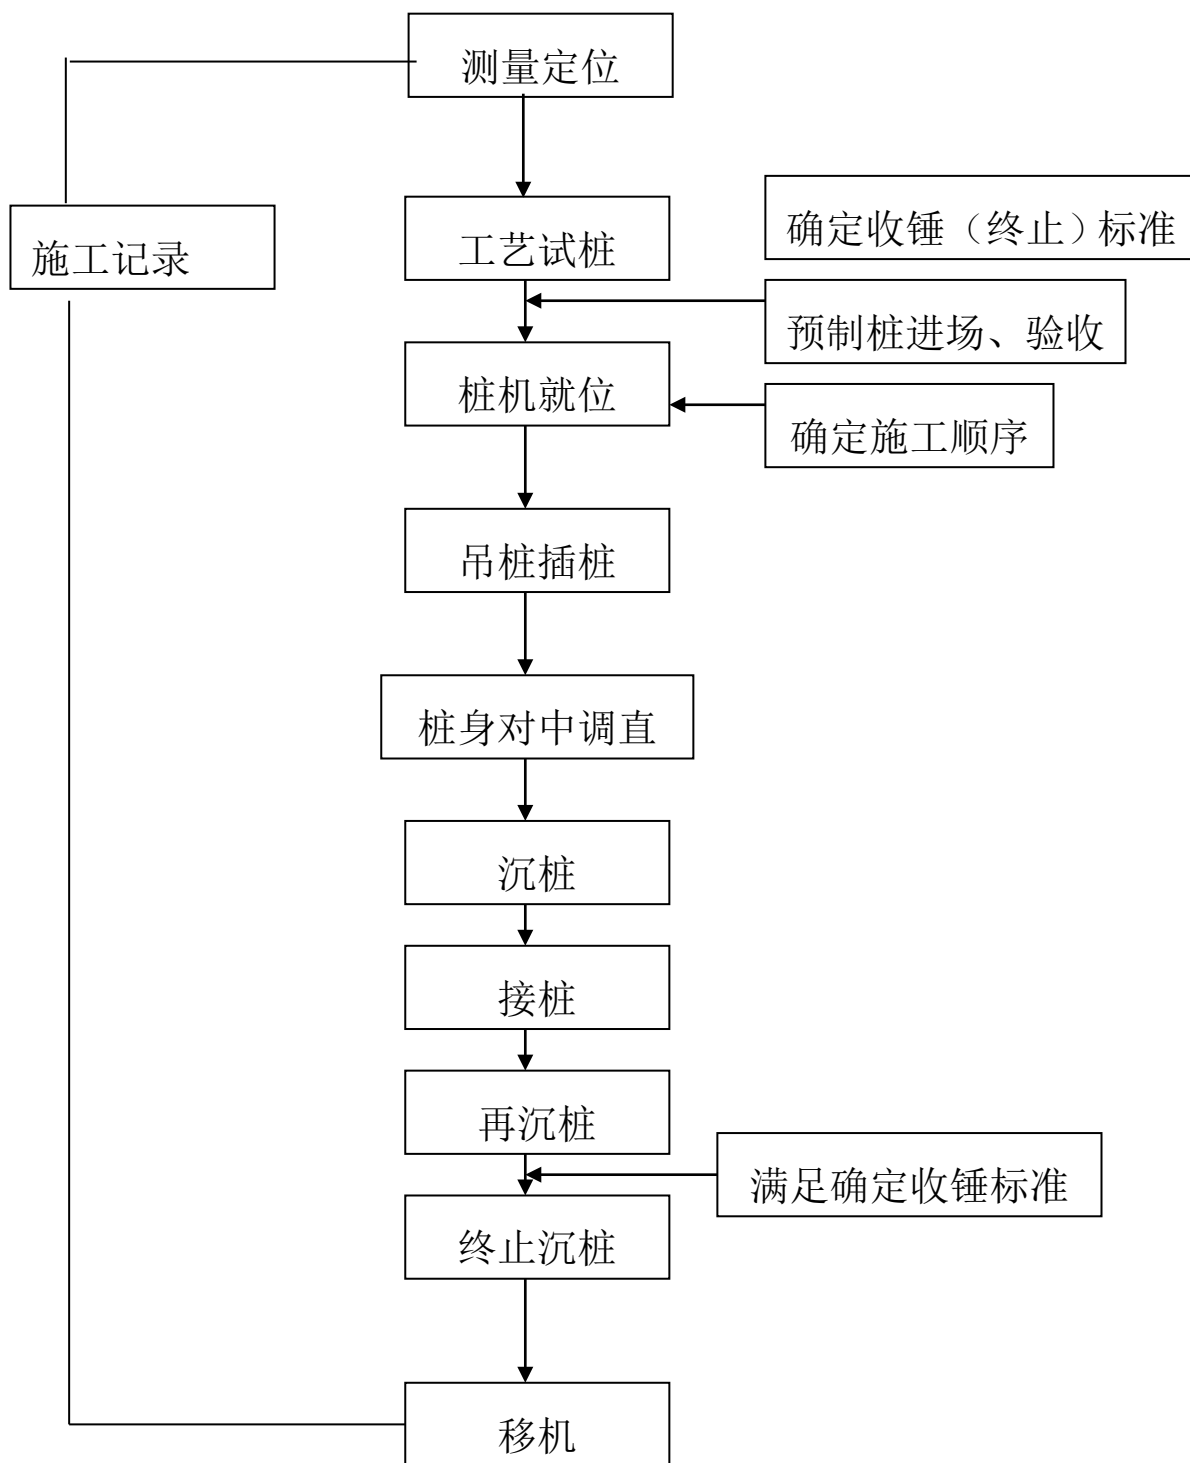 测量定位
施工记录
工艺试桩
确定收锤（终止）标准
预制桩进场、验收
桩机就位
确定施工顺序
吊桩插桩
桩身对中调直
沉桩
接桩
再沉桩
满足确定收锤标准
终止沉桩
移机